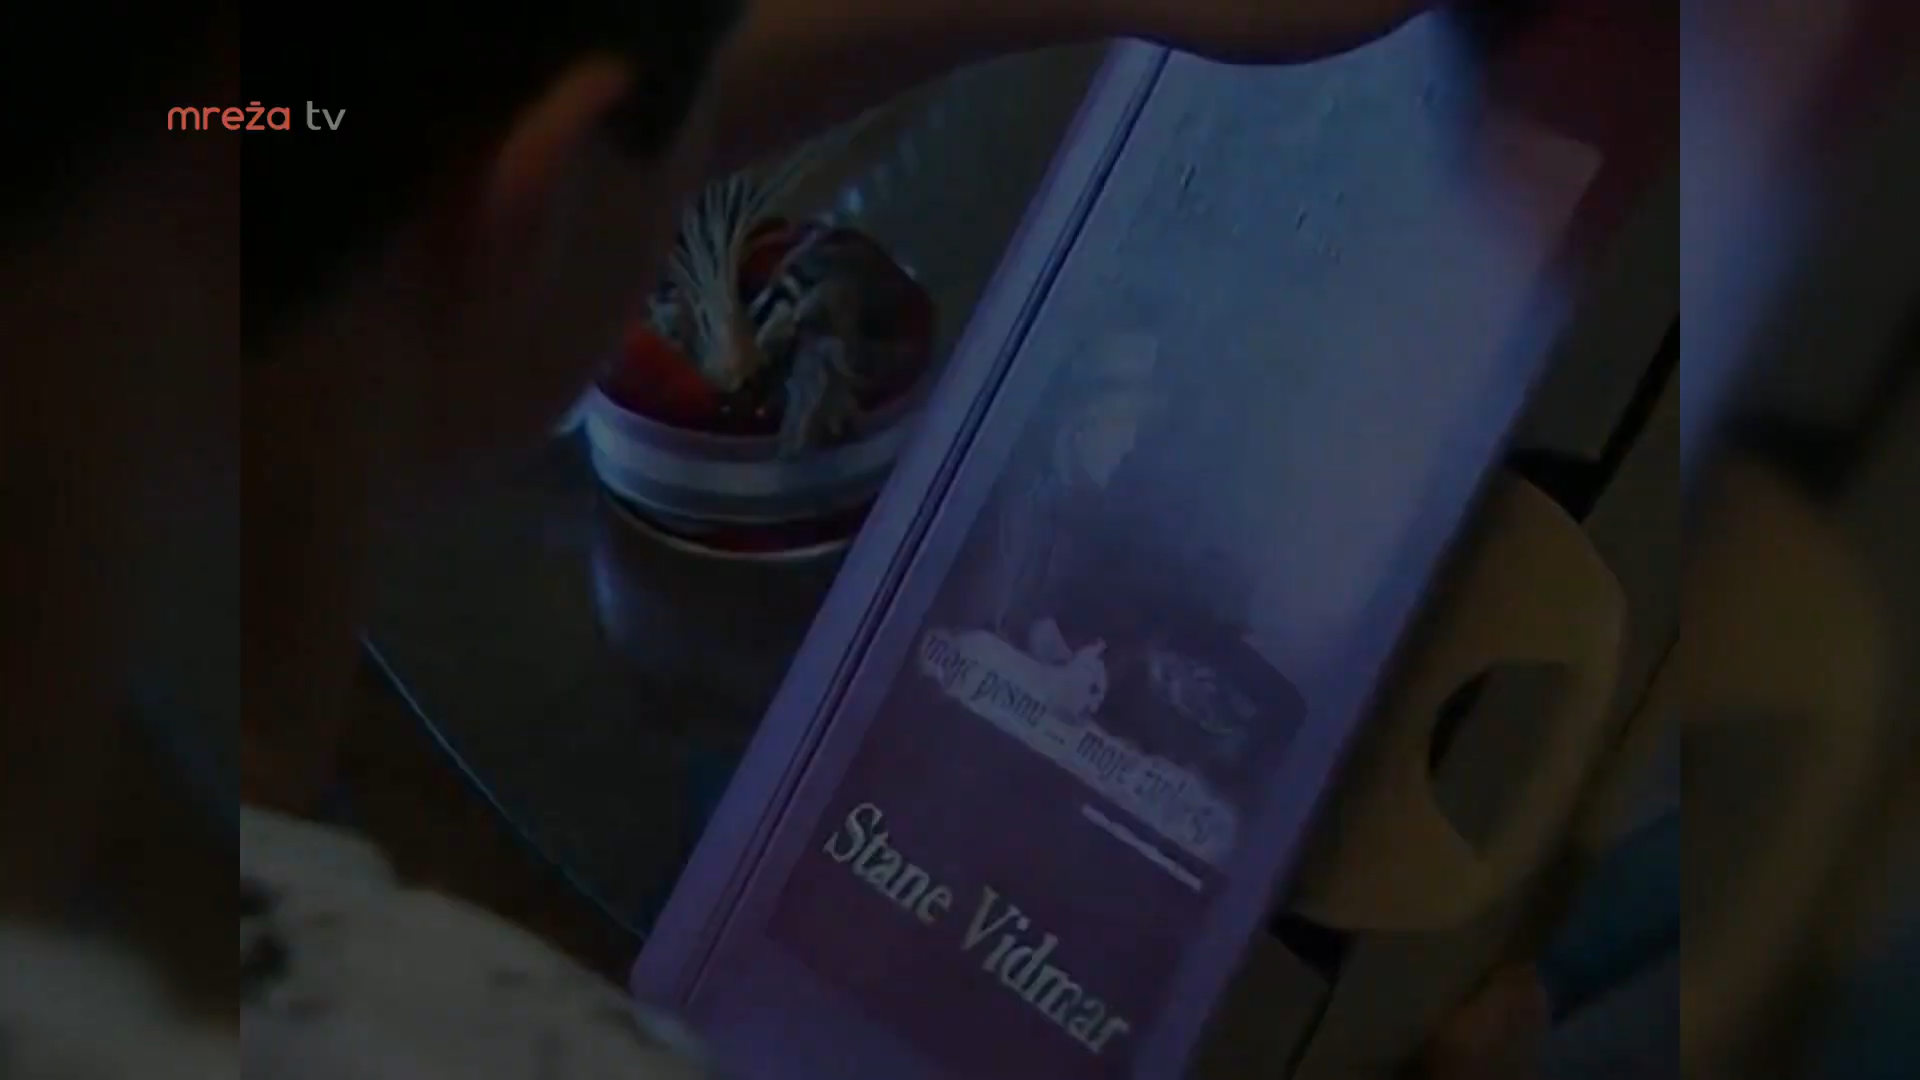 mreža tv
moje pesmi ... moje
Stane Vidmar